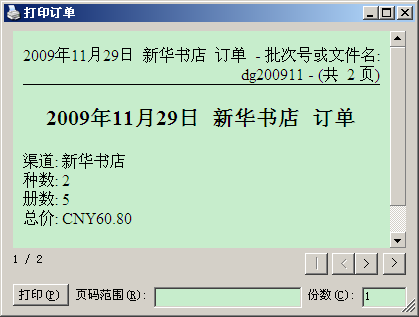 打印订单
2009年11月29日 新华书店 订单 - 批次号或文件名:
dg200911 - (共 2 页)
2009年11月29日 新华书店 订单
渠道: 新华书店
种数: 2
册数: 5
总价: CNY60.80
1 / 2
打印(P) 页码范围(R): 份数(C): 1